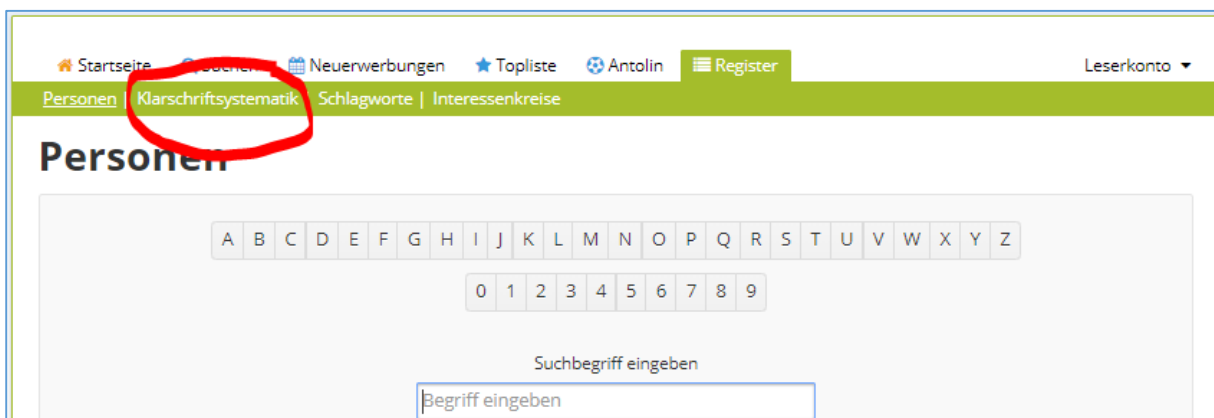 Startseite Neuerwerbungen Topliste Antolin Register Leserkonto
Personen | Klarschriftsystematik Schlagworte | Interessenkreise
Personen
A B C D E F G H I J K L M N O P Q R S T U V W X Y Z
0 1 2 3 4 5 6 7 8 9
Suchbegriff eingeben
Begriff eingeben